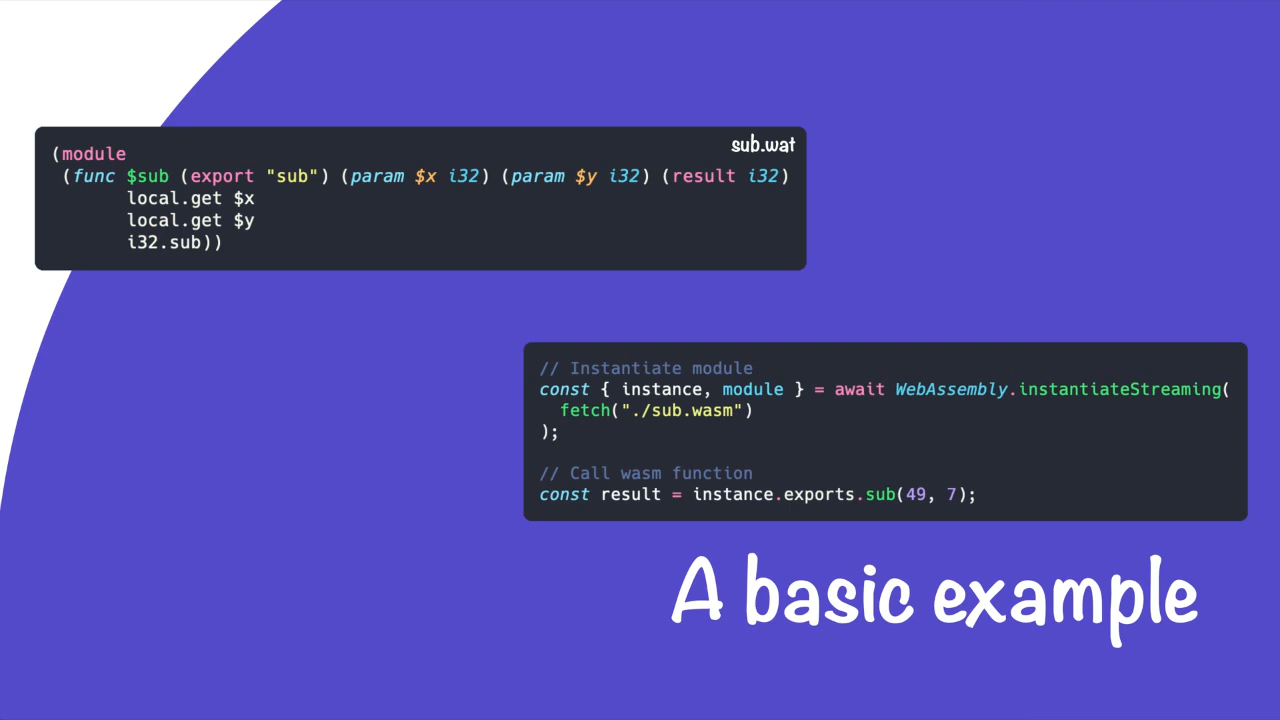 sub.wat
(module
 (func $sub (export "sub") (param $x i32) (param $y i32) (result i32)
       local.get $x
       local.get $y
       i32.sub))
// Instantiate module
const { instance, module } = await WebAssembly.instantiateStreaming(
  fetch("./sub.wasm")
);
// Call wasm function
const result = instance.exports.sub(49, 7);
A basic example